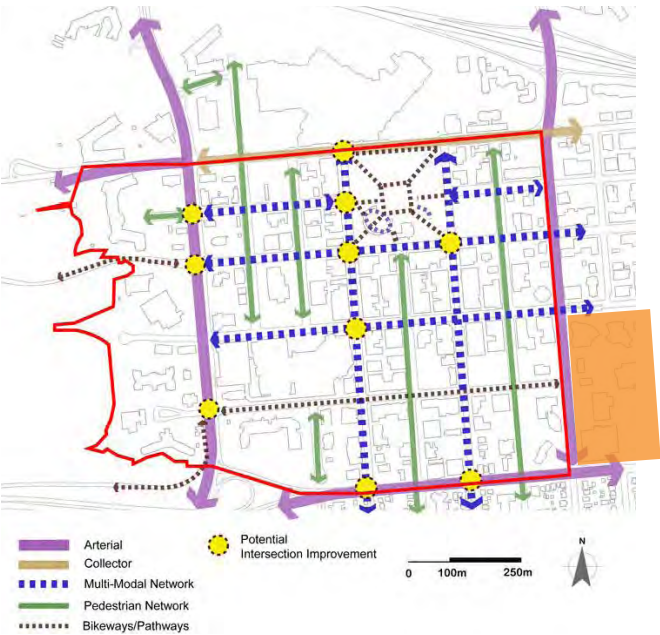 Arterial
Collector
Multi-Modal Network
Pedestrian Network
Bikeways/Pathways
Potential
Intersection Improvement
0 100m 250m
N